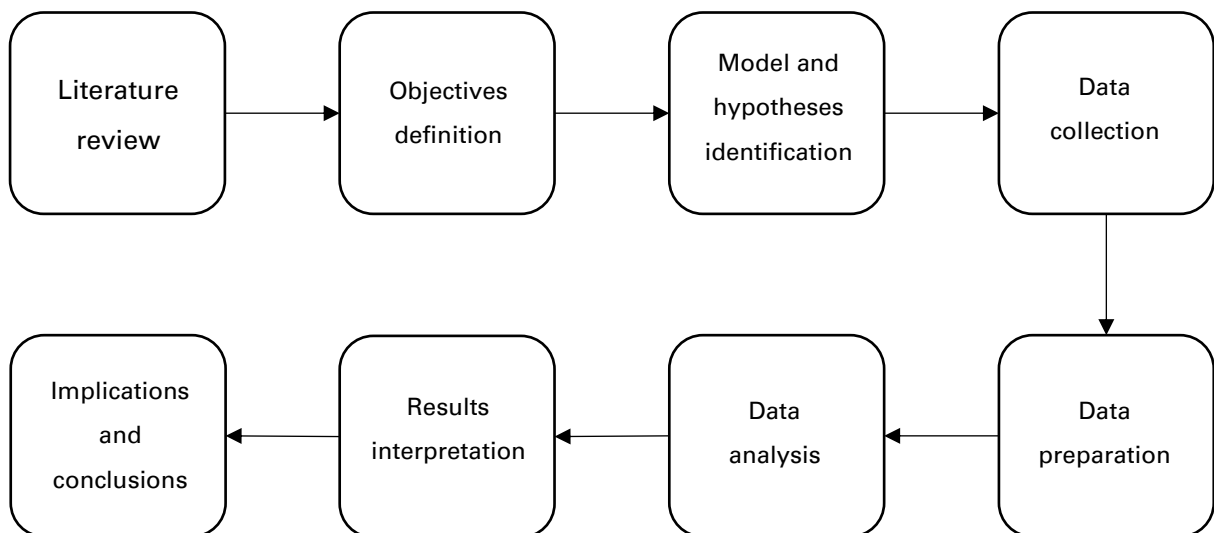 Literature
review
Objectives
definition
Model and
hypotheses
identification
Data
collection
Implications
and
conclusions
Results
interpretation
Data
analysis
Data
preparation